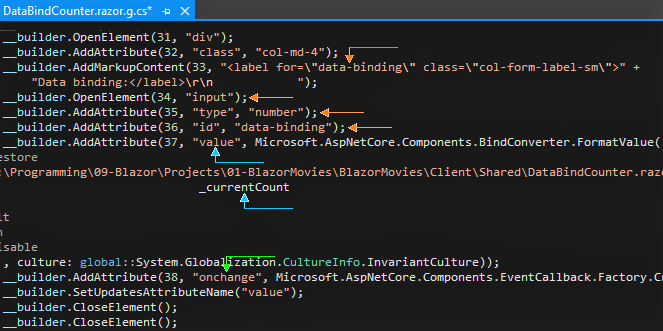 DataBindCounter.razor.g.cs*
__builder.OpenElement(31, "div");
__builder.AddAttribute(32, "class", "col-md-4");
__builder.AddMarkupContent(33, "<label for=\"data-binding\" class=\"col-form-label-sm\">" +
"Data binding:</label>\r\n            ");
__builder.OpenElement(34, "input");
__builder.AddAttribute(35, "type", "number");
__builder.AddAttribute(36, "id", "data-binding");
__builder.AddAttribute(37, "value", Microsoft.AspNetCore.Components.BindConverter.FormatValue(
estore
:\Programming\09-Blazor\Projects\01-BlazorMovies\BlazorMovies\Client\Shared\DataBindCounter.razo
_currentCount
lt
n
isable
, culture: global::System.Globalization.CultureInfo.InvariantCulture));
__builder.AddAttribute(38, "onchange", Microsoft.AspNetCore.Components.EventCallback.Factory.Cr
__builder.SetUpdatesAttributeName("value");
__builder.CloseElement();
__builder.CloseElement();